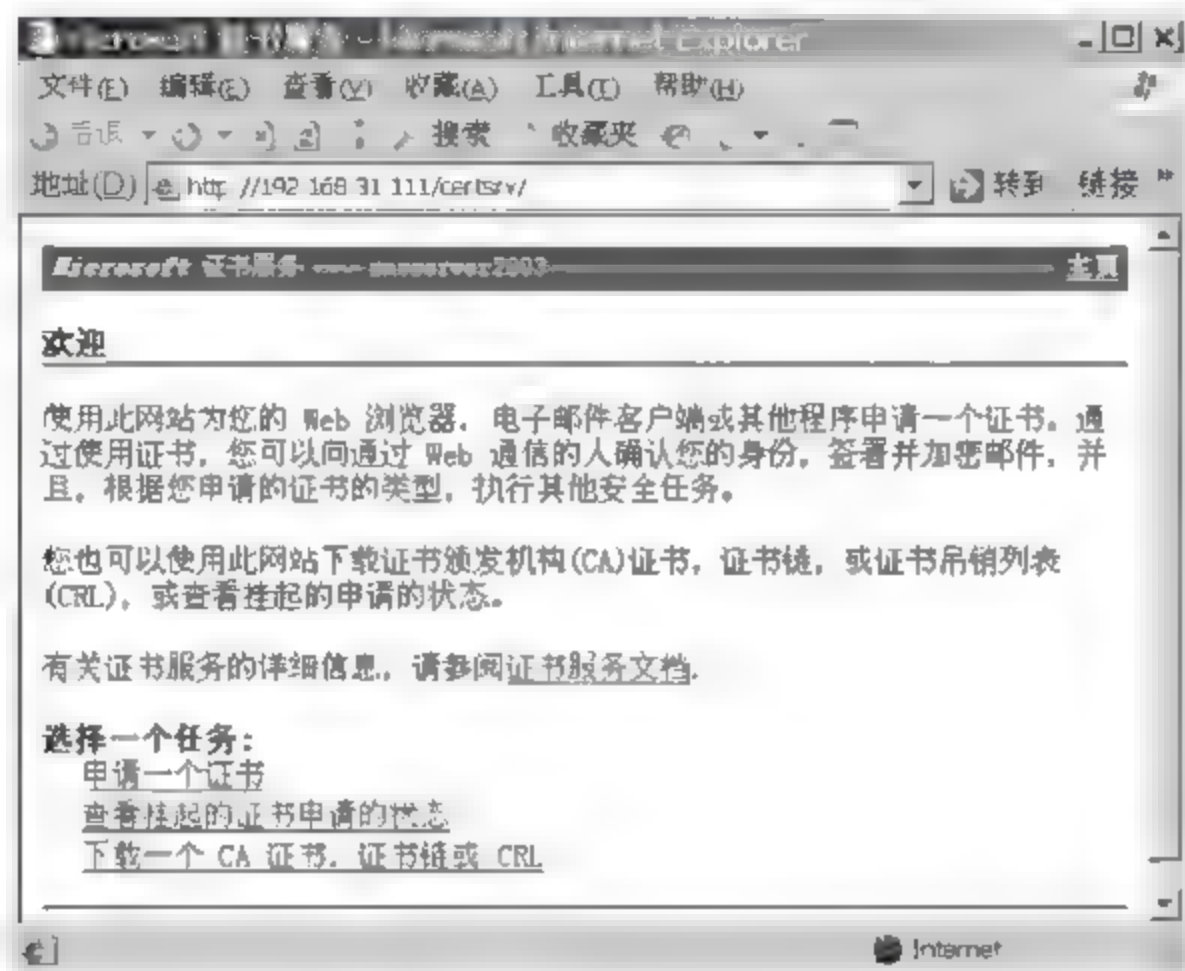 Microsoft 证书服务 - Microsoft Internet Explorer
文件(F) 编辑(E) 查看(V) 收藏(A) 工具(T) 帮助(H)
后退 搜索 收藏夹
地址(D) http://192.168.31.111/certsrv/ 转到 链接 »
Microsoft 证书服务 主页
欢迎
使用此网站为您的 Web 浏览器，电子邮件客户端或其他程序申请一个证书。通
过使用证书，您可以向通过 Web 通信的人确认您的身份，签署并加密邮件，并
且，根据您申请的证书的类型，执行其他安全任务。
您也可以使用此网站下载证书颁发机构(CA)证书，证书链，或证书吊销列表
(CRL)，或查看挂起的申请的状态。
有关证书服务的详细信息，请参阅证书服务文档.
选择一个任务:
申请一个证书
查看挂起的证书申请的状态
下载一个 CA 证书，证书链或 CRL
Internet